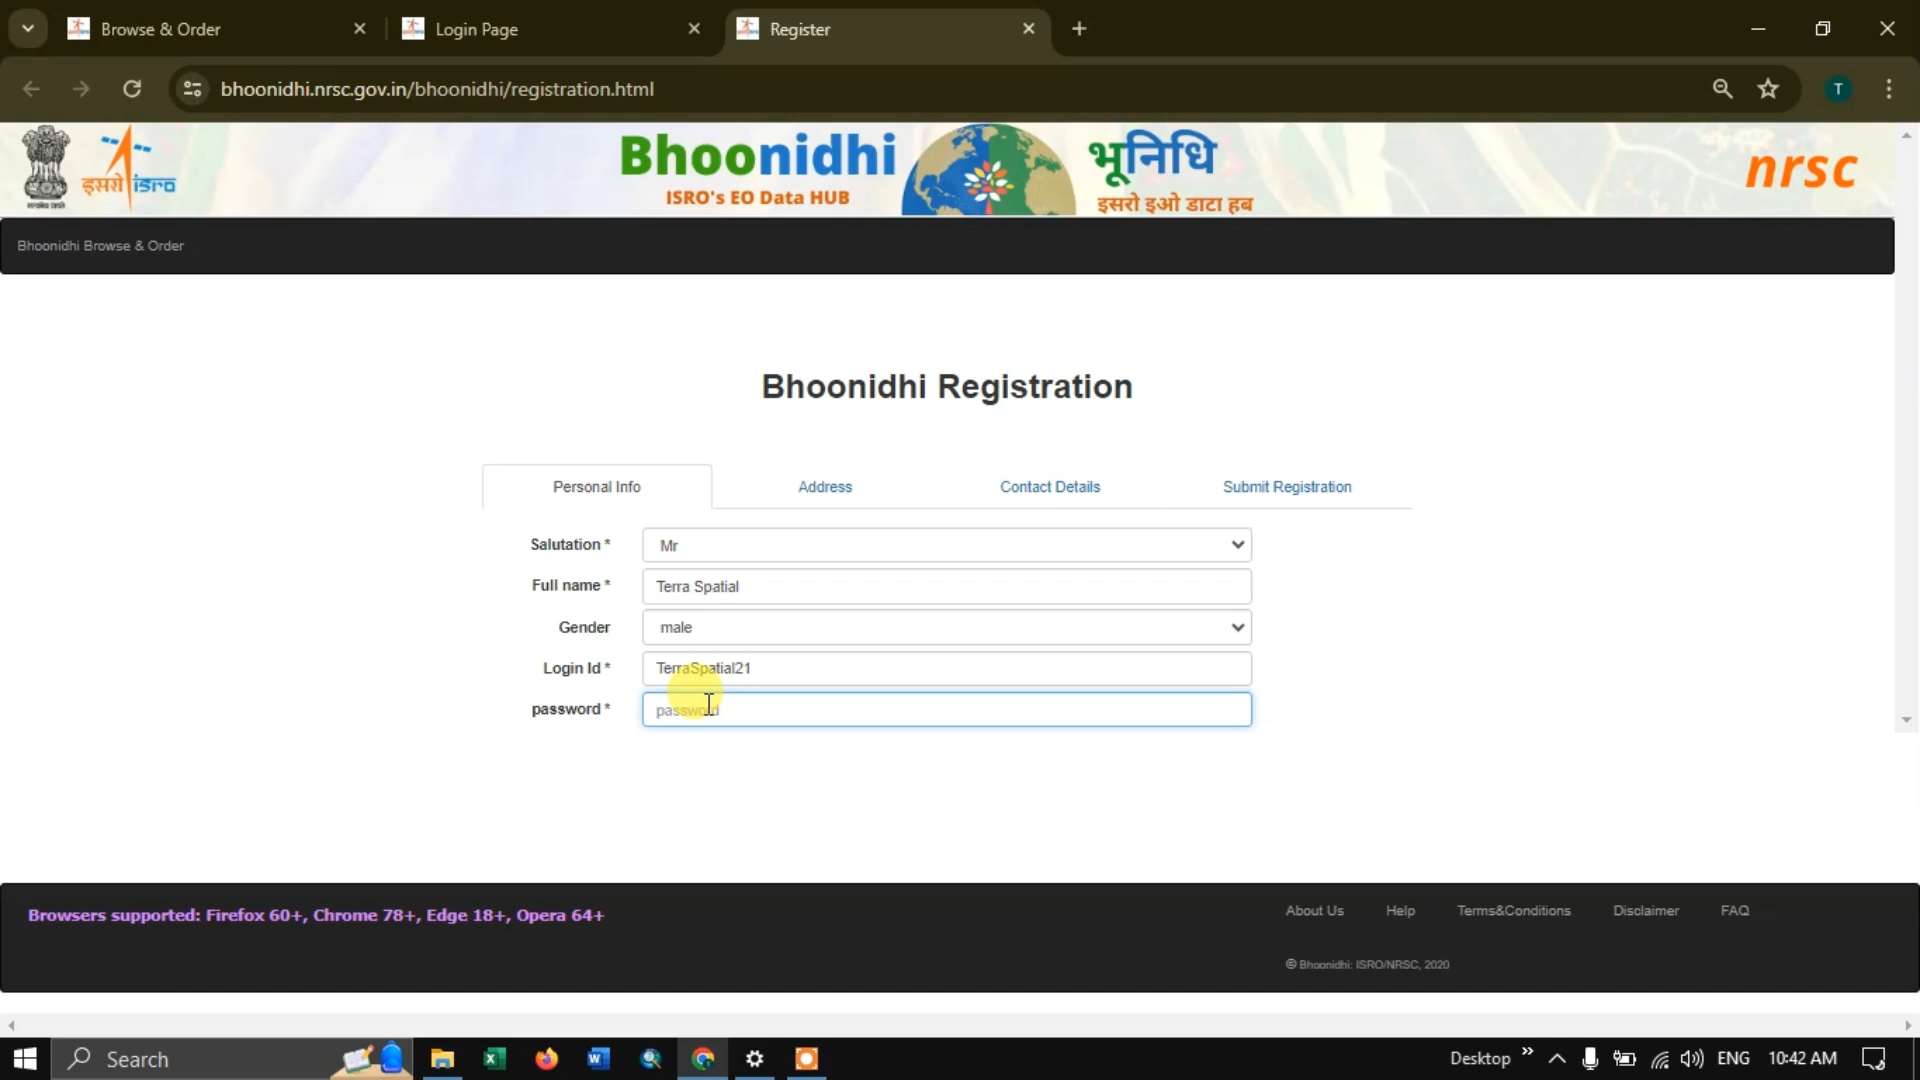 Browse & Order
Login Page
Register
bhoonidhi.nrsc.gov.in/bhoonidhi/registration.html
T
इसरो isro
Bhoonidhi
ISRO's EO Data HUB
भूनिधि
इसरो इओ डाटा हब
nrsc
Bhoonidhi Browse & Order
Bhoonidhi Registration
Personal Info
Address
Contact Details
Submit Registration
Salutation *
Mr
Full name *
Terra Spatial
Gender
male
Login Id *
TerraSpatial21
password *
password
Browsers supported: Firefox 60+, Chrome 78+, Edge 18+, Opera 64+
About Us
Help
Terms&Conditions
Disclaimer
FAQ
© Bhoonidhi: ISRO/NRSC, 2020
Search
Desktop
ENG
10:42 AM